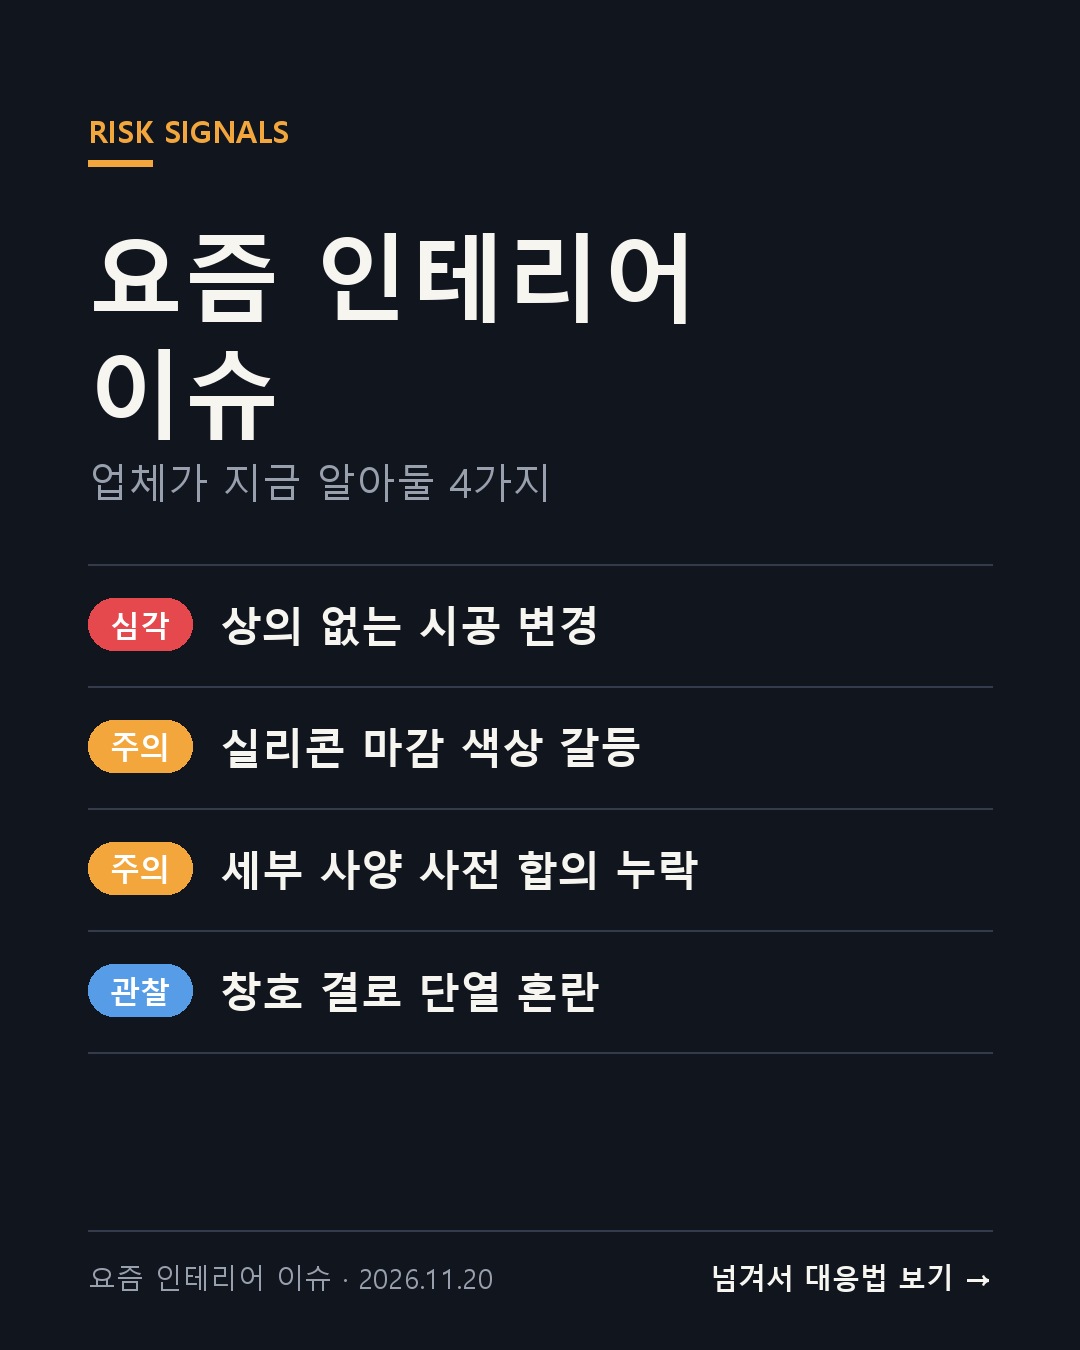 RISK SIGNALS
요즘 인테리어
이슈
업체가 지금 알아둘 4가지
심각 상의 없는 시공 변경
주의 실리콘 마감 색상 갈등
주의 세부 사양 사전 합의 누락
관찰 창호 결로 단열 혼란
요즘 인테리어 이슈 · 2026.11.20 넘겨서 대응법 보기 →